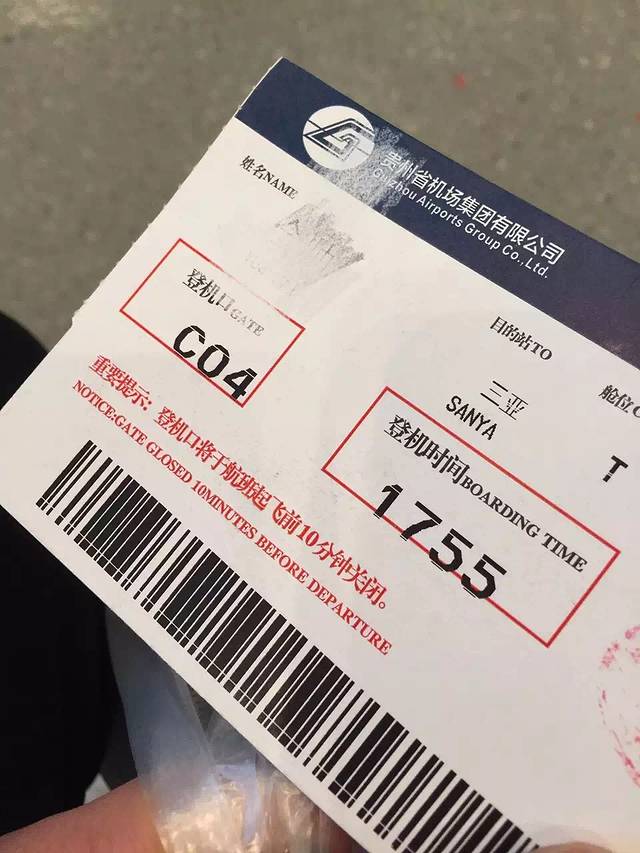 贵州省机场集团有限公司
Guizhou Airports Group Co.,Ltd.
姓名NAME
登机口GATE
C04
目的站TO
三亚
SANYA
舱位
T
登机时间BOARDING TIME
1755
重要提示：登机口将于航班起飞前10分钟关闭。
NOTICE:GATE CLOSED 10MINUTES BEFORE DEPARTURE